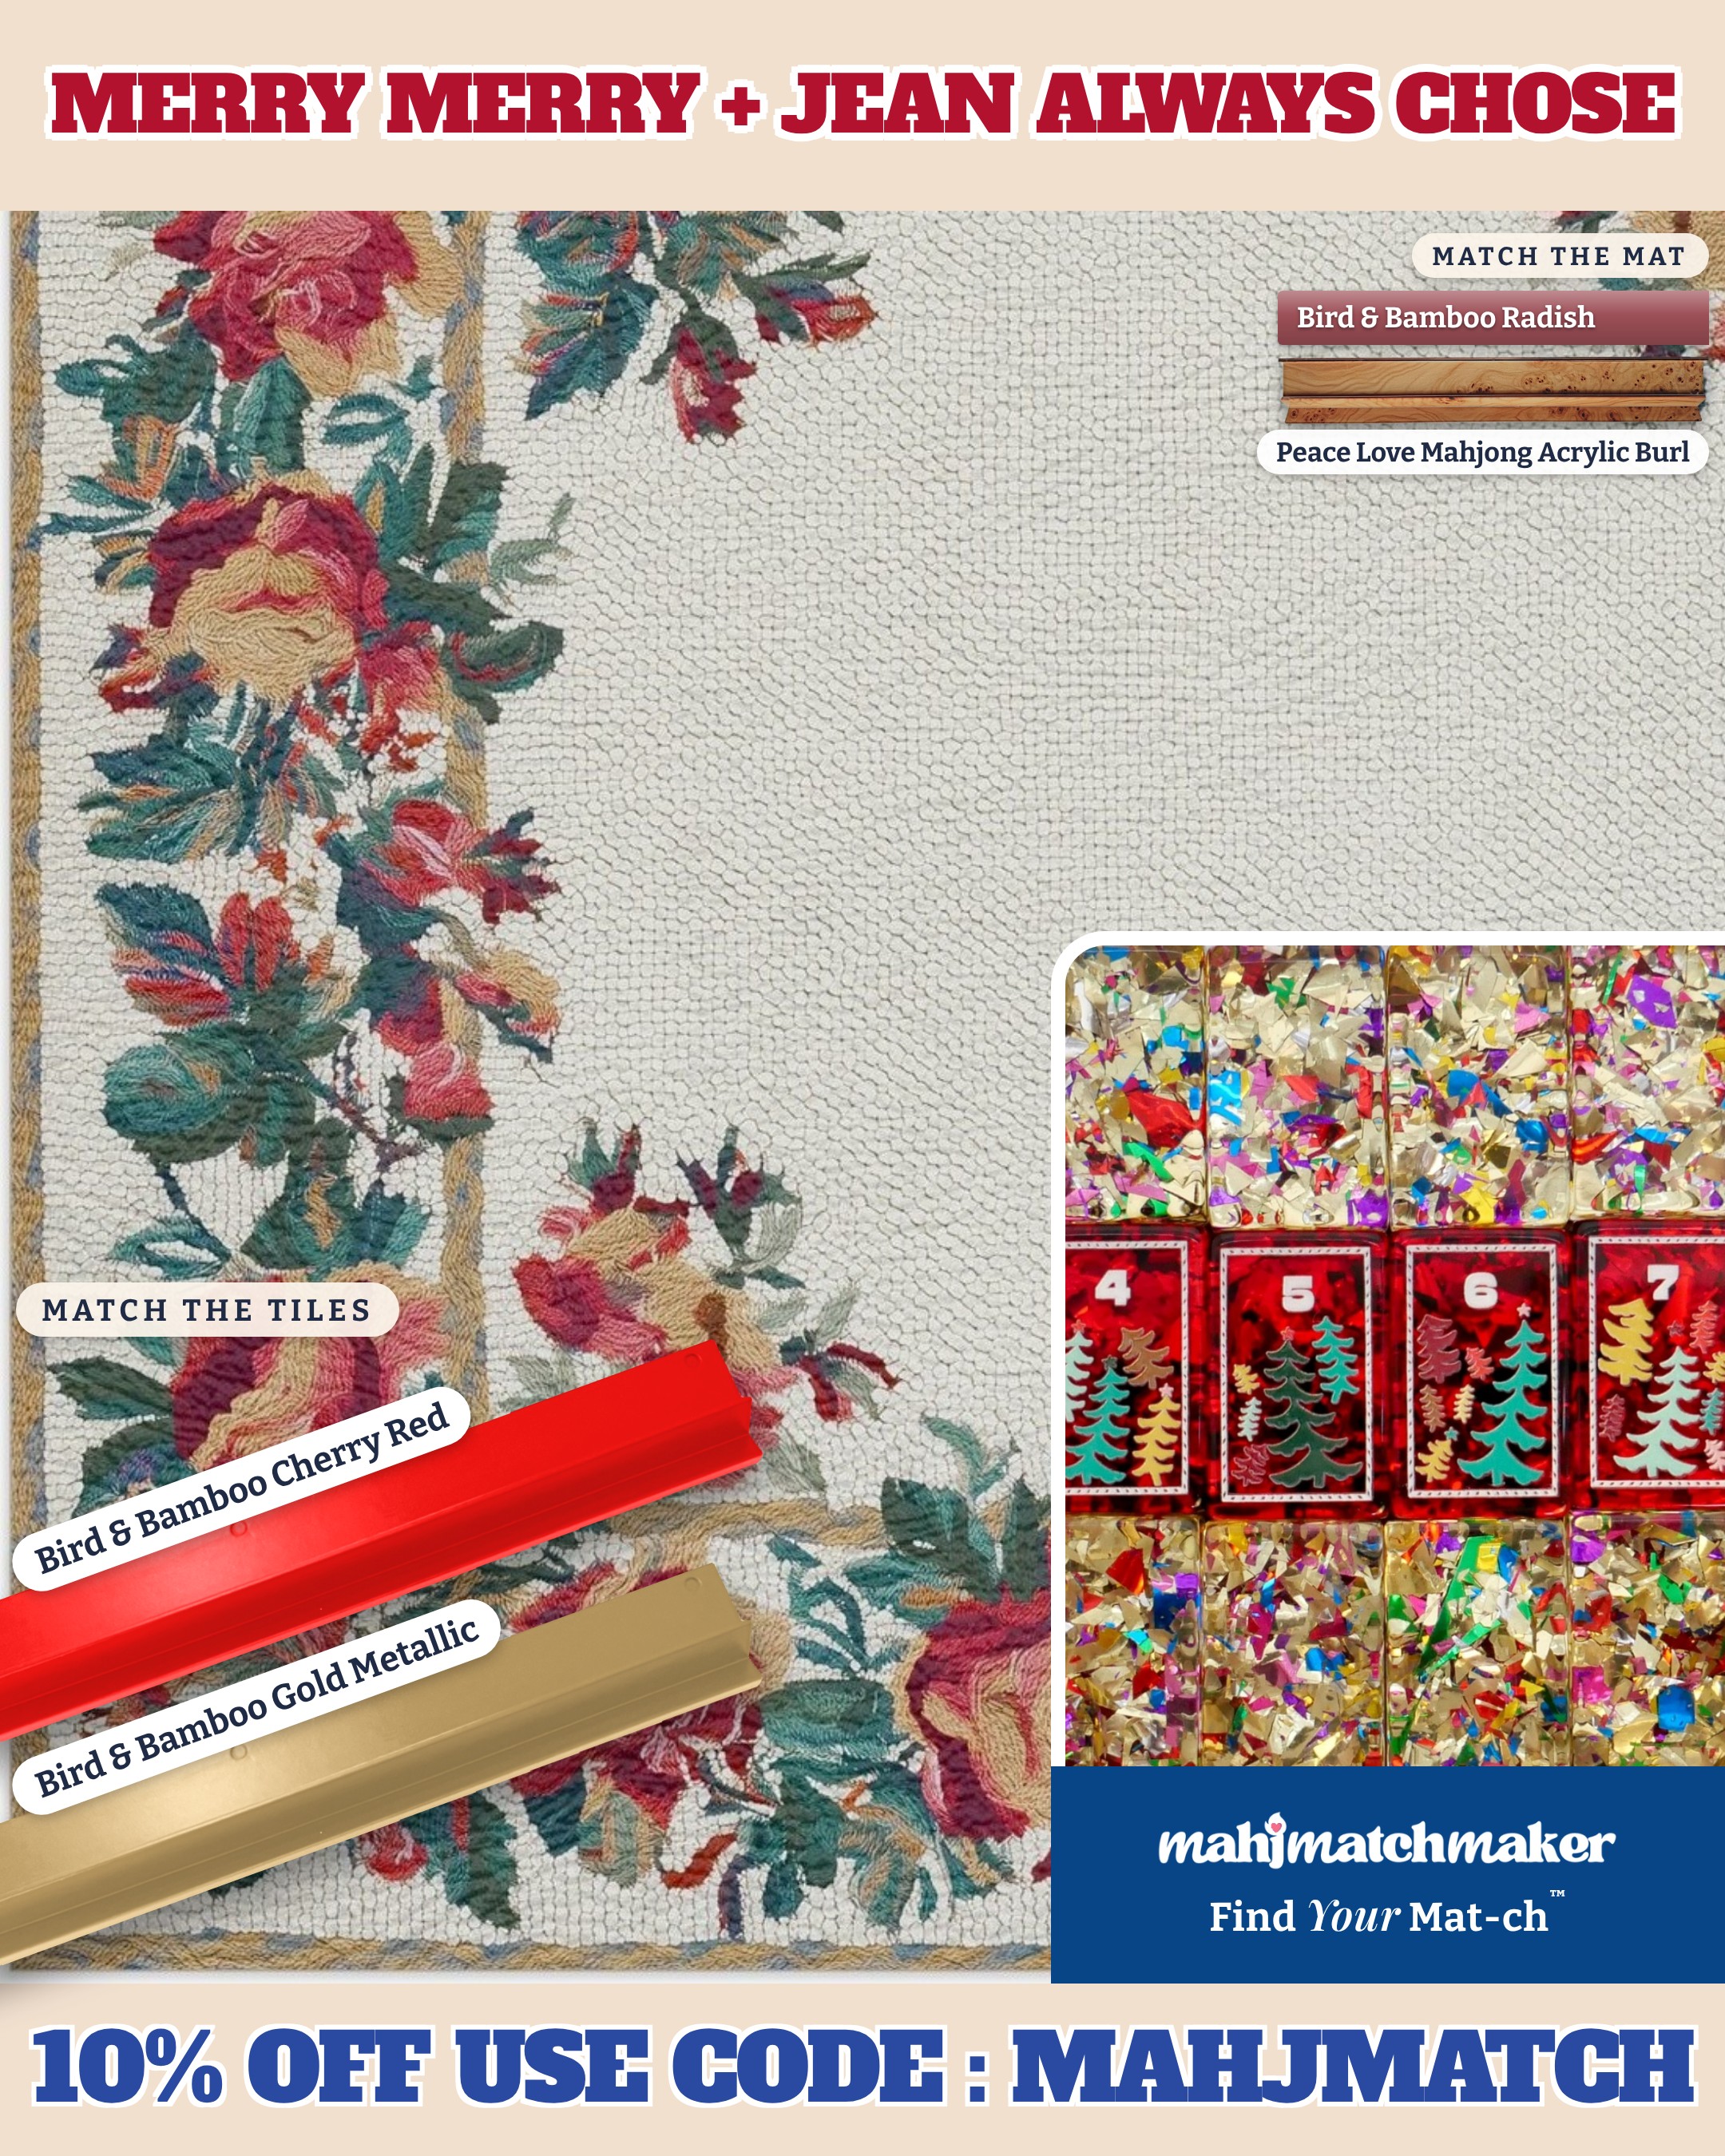 MERRY MERRY + JEAN ALWAYS CHOSE
MATCH THE MAT
Bird & Bamboo Radish
Peace Love Mahjong Acrylic Burl
4
5
6
7
MATCH THE TILES
Bird & Bamboo Cherry Red
Bird & Bamboo Gold Metallic
mahjmatchmaker
Find Your Mat-ch™
10% OFF USE CODE : MAHJMATCH